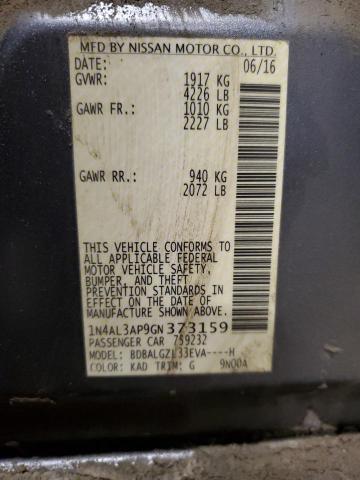 MFD BY NISSAN MOTOR CO., LTD.
DATE: 06/16
GVWR: 1917 KG
4226 LB
GAWR FR.: 1010 KG
2227 LB
GAWR RR.: 940 KG
2072 LB
THIS VEHICLE CONFORMS TO
ALL APPLICABLE FEDERAL
MOTOR VEHICLE SAFETY,
BUMPER, AND THEFT
PREVENTION STANDARDS IN
EFFECT ON THE DATE OF
MANUFACTURE SHOWN ABOVE.
1N4AL3AP9GN373159
PASSENGER CAR 759232
MODEL: BDBALGZL33EVA----H
COLOR: KAD TRIM: G 9N00A